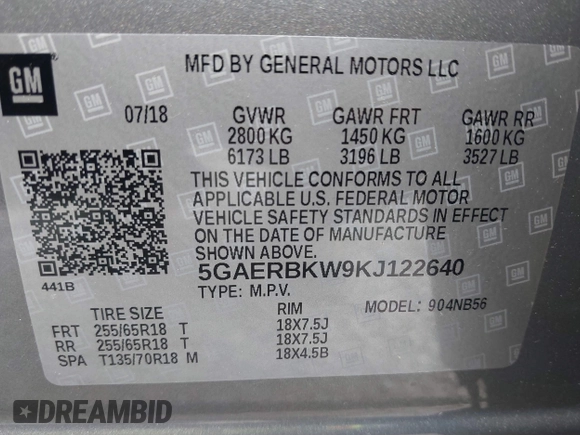 GM
MFD BY GENERAL MOTORS LLC
07/18 GVWR GAWR FRT GAWR RR
2800 KG 1450 KG 1600 KG
6173 LB 3196 LB 3527 LB
THIS VEHICLE CONFORMS TO ALL
APPLICABLE U.S. FEDERAL MOTOR
VEHICLE SAFETY STANDARDS IN EFFECT
ON THE DATE OF MANUFACTURE
SHOWN ABOVE.
5GAERBKW9KJ122640
441B
TYPE: M.P.V. MODEL: 904NB56
TIRE SIZE RIM
FRT 255/65R18 T 18X7.5J
RR 255/65R18 T 18X7.5J
SPA T135/70R18 M 18X4.5B
DREAMBID